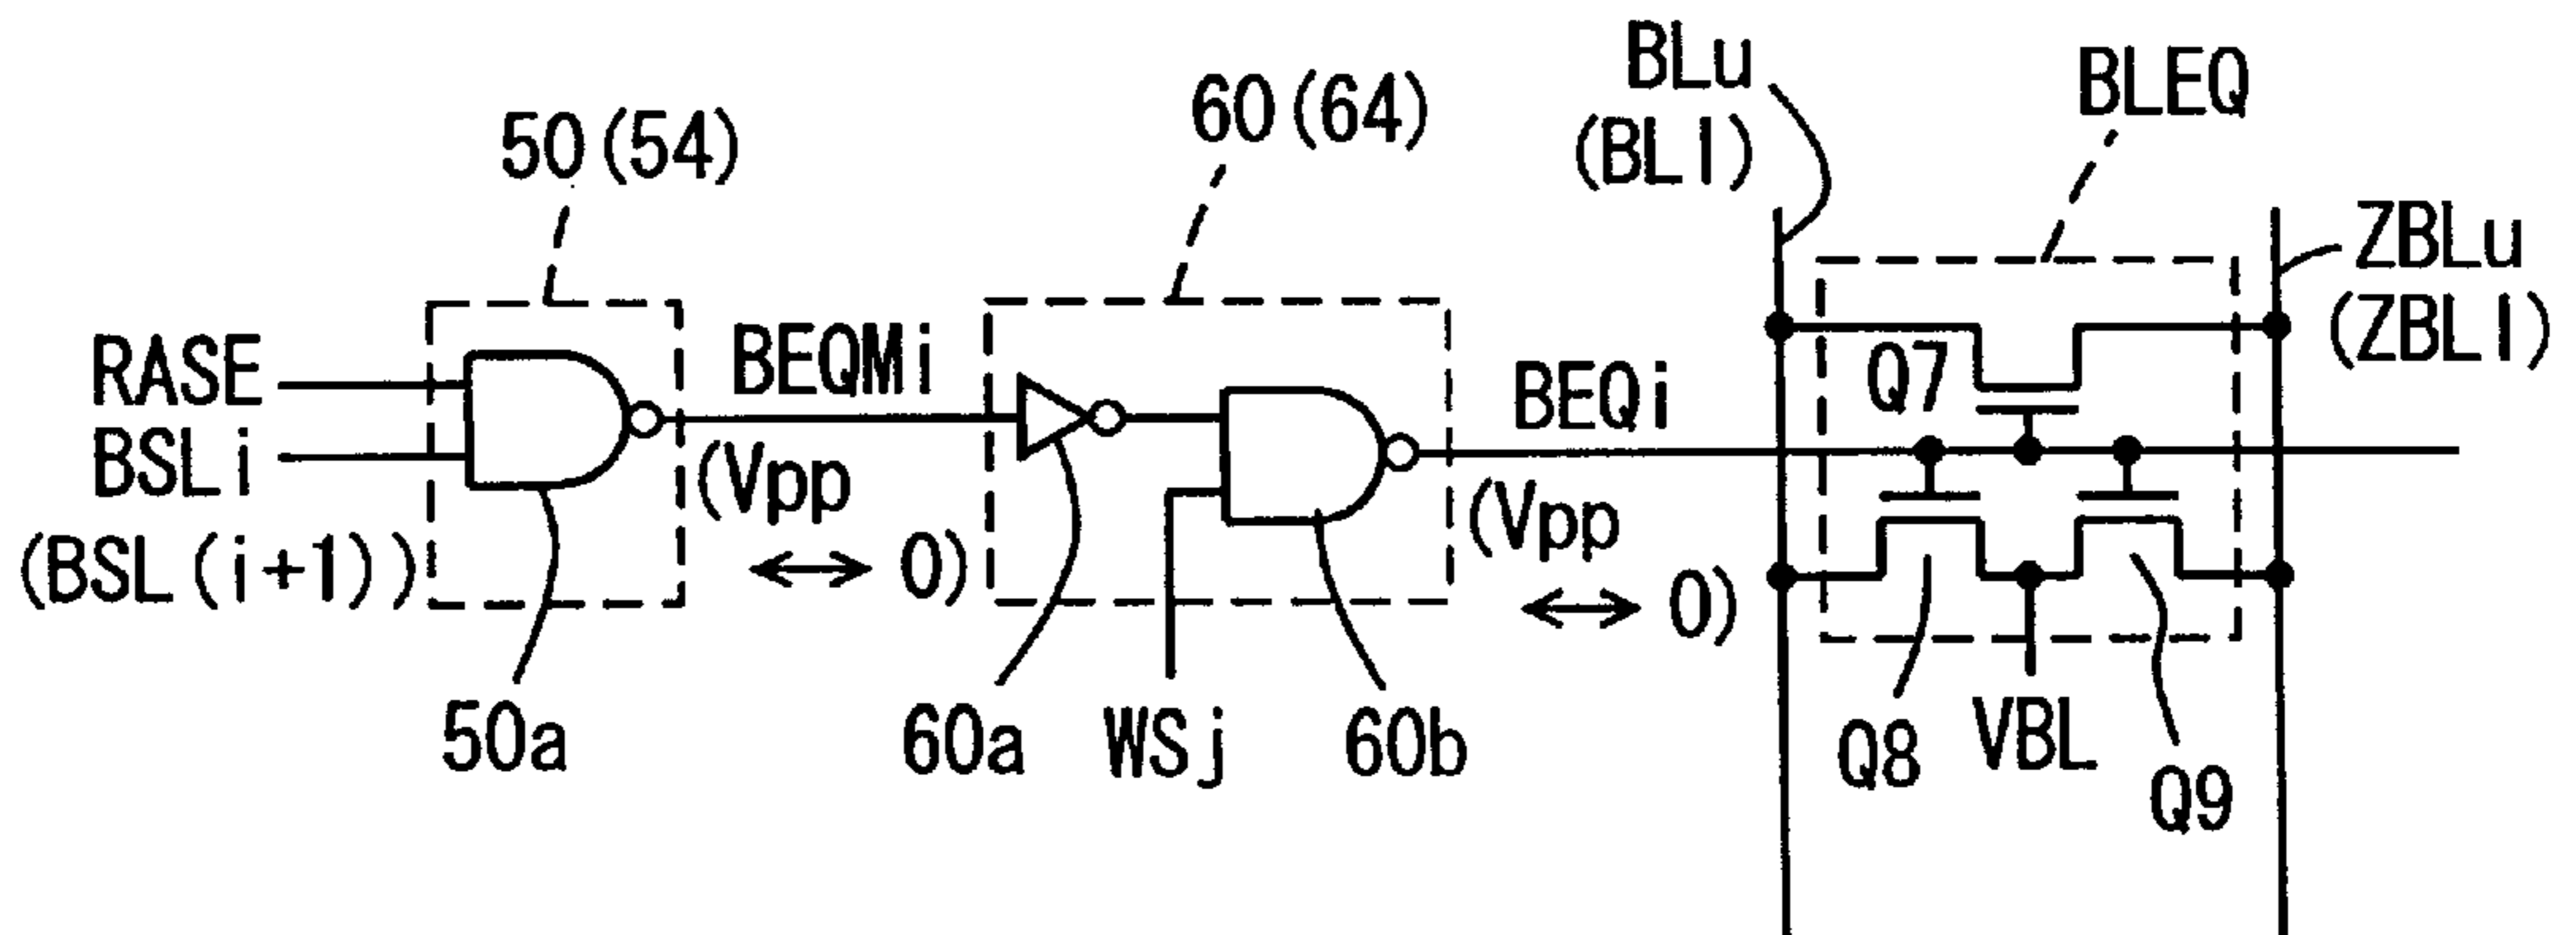 50(54)
60(64)
BLu
(BLl)
BLEQ
ZBLu
(ZBLl)
RASE
BSLi
(BSL(i+1))
BEQMi
(Vpp
0)
BEQi
(Vpp
0)
Q7
50a
60a
WSj
60b
Q8
VBL
Q9